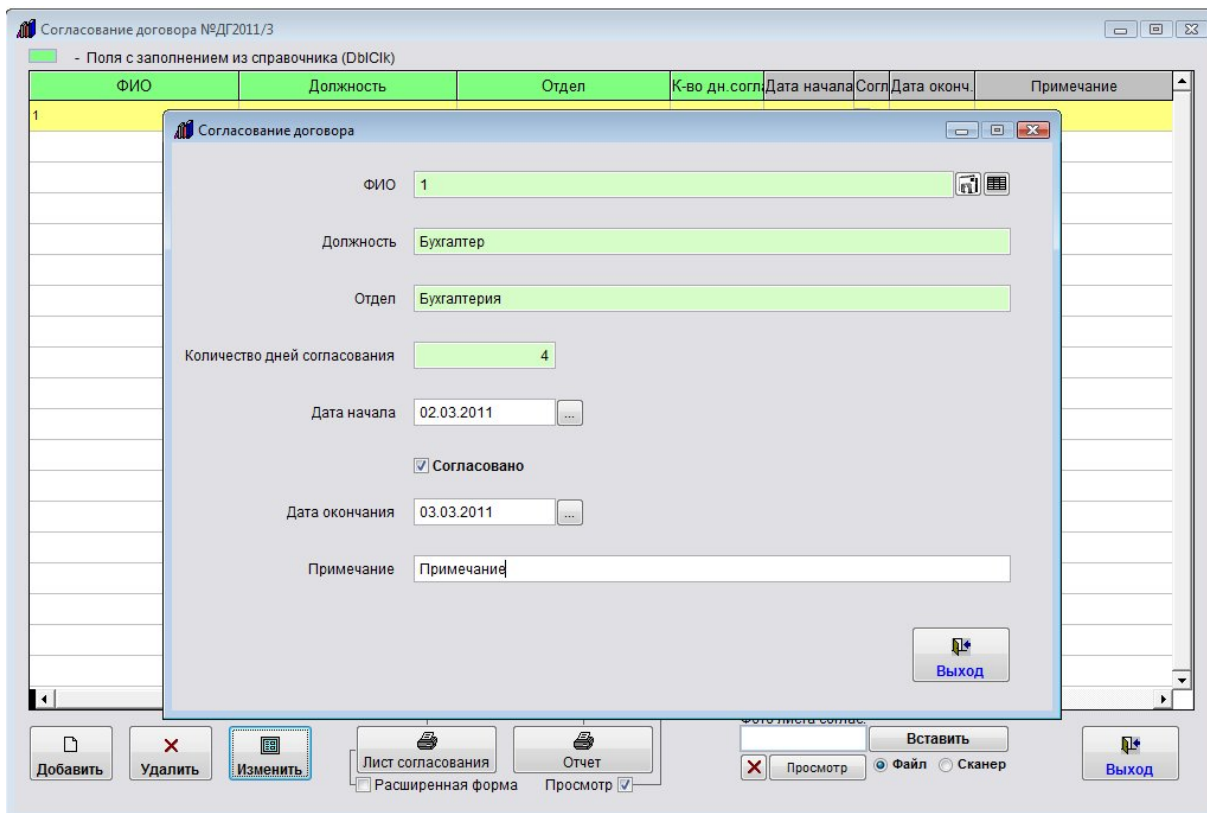 Согласование договора №ДГ2011/3
- Поля с заполнением из справочника (DblClk)
ФИО Должность Отдел К-во дн.согл Дата начала Согл Дата оконч. Примечание
1
Согласование договора
ФИО 1
Должность Бухгалтер
Отдел Бухгалтерия
Количество дней согласования 4
Дата начала 02.03.2011 ...
Согласовано
Дата окончания 03.03.2011 ...
Примечание Примечание
Выход
Фото листа соглас.
Добавить Удалить Изменить Лист согласования Отчет Вставить Выход
Просмотр Файл Сканер
Расширенная форма Просмотр